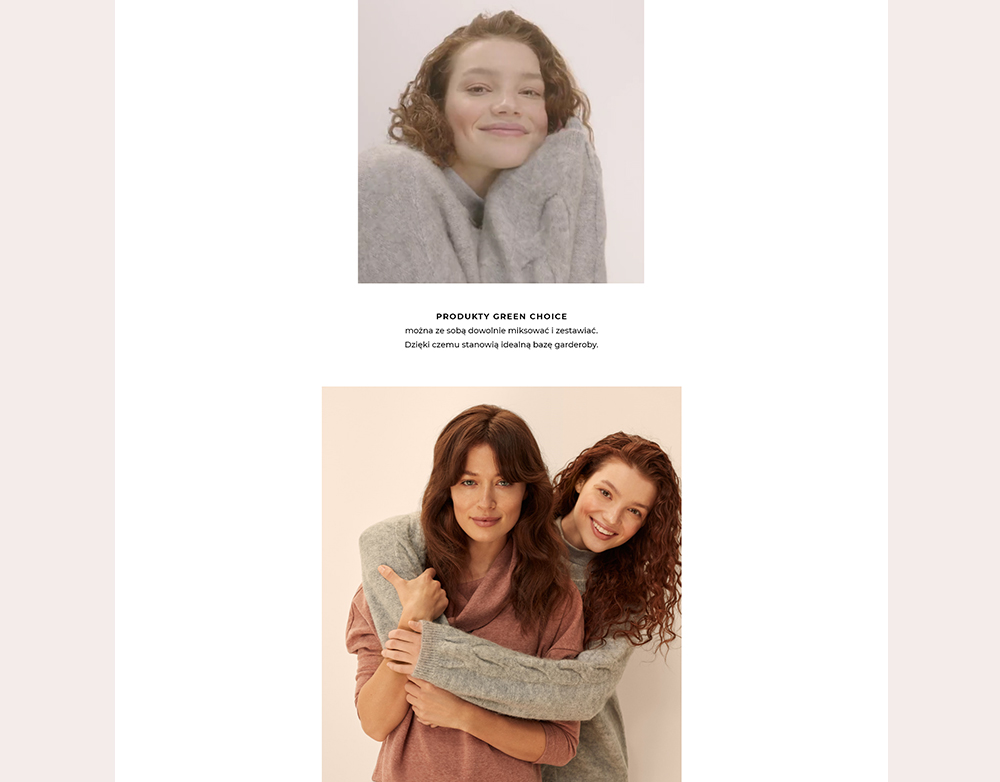 PRODUKTY GREEN CHOICE
można ze sobą dowolnie miksować i zestawiać.
Dzięki czemu stanowią idealną bazę garderoby.